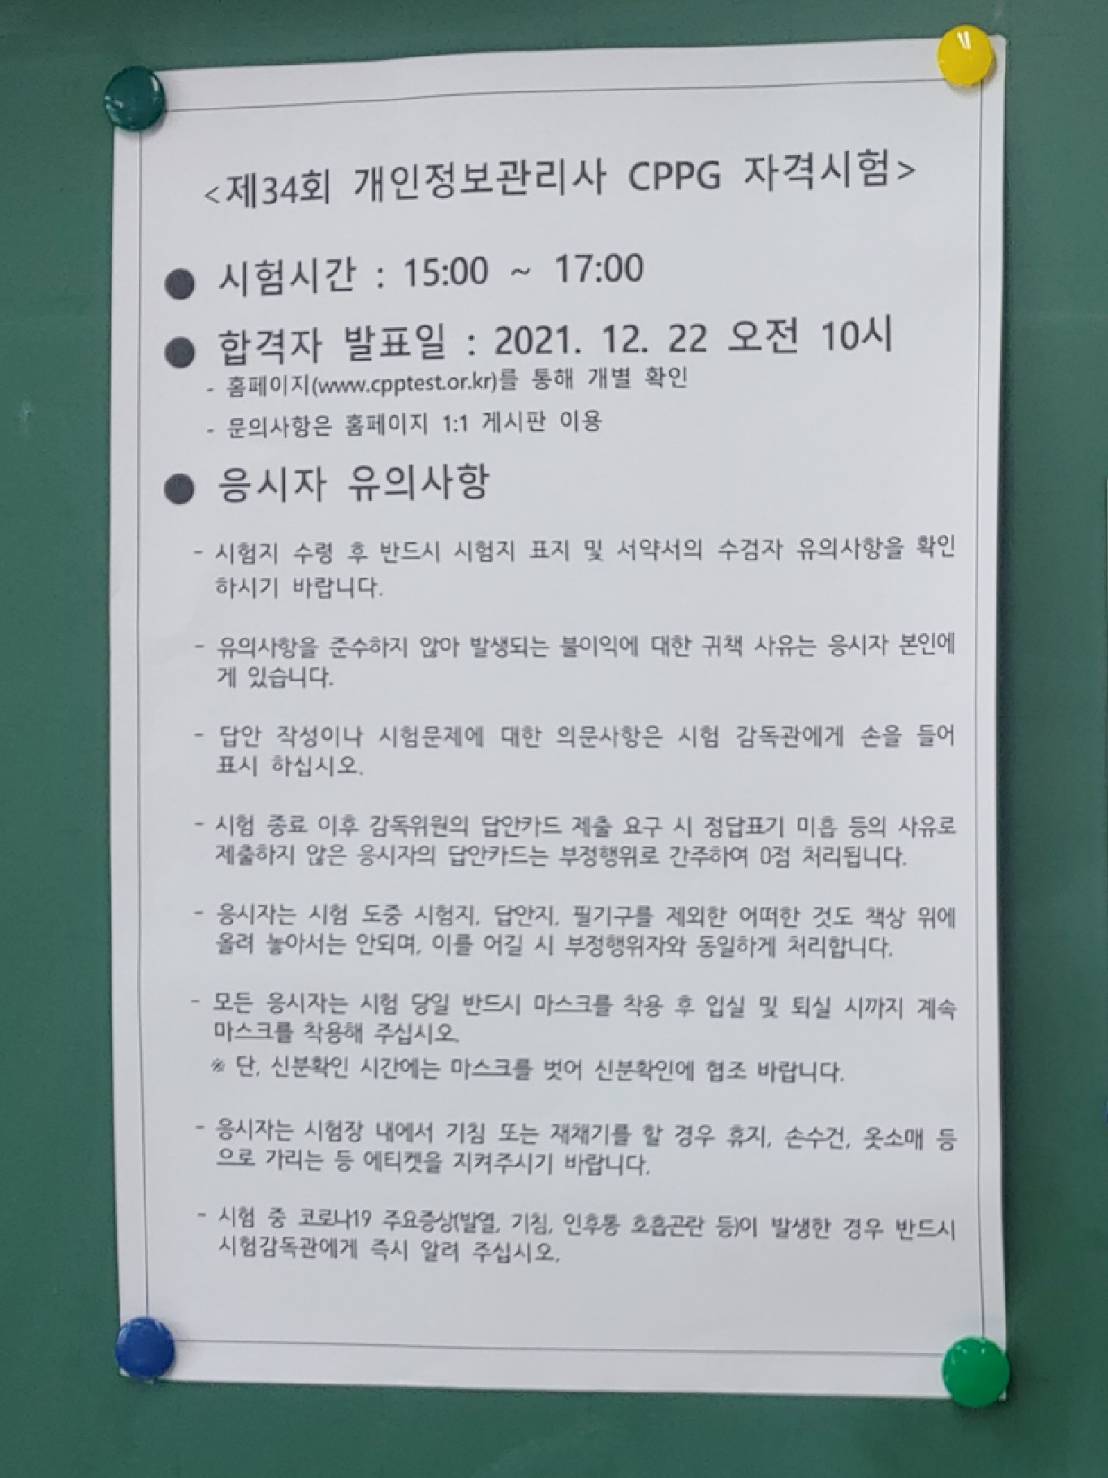 <제34회 개인정보관리사 CPPG 자격시험>
● 시험시간 : 15:00 ~ 17:00
● 합격자 발표일 : 2021. 12. 22 오전 10시
- 홈페이지(www.cpptest.or.kr)를 통해 개별 확인
- 문의사항은 홈페이지 1:1 게시판 이용
● 응시자 유의사항
- 시험지 수령 후 반드시 시험지 표지 및 서약서의 수검자 유의사항을 확인
하시기 바랍니다.
- 유의사항을 준수하지 않아 발생되는 불이익에 대한 귀책 사유는 응시자 본인에
게 있습니다.
- 답안 작성이나 시험문제에 대한 의문사항은 시험 감독관에게 손을 들어
표시 하십시오.
- 시험 종료 이후 감독위원의 답안카드 제출 요구 시 정답표기 미흡 등의 사유로
제출하지 않은 응시자의 답안카드는 부정행위로 간주하여 0점 처리됩니다.
- 응시자는 시험 도중 시험지, 답안지, 필기구를 제외한 어떠한 것도 책상 위에
올려 놓아서는 안되며, 이를 어길 시 부정행위자와 동일하게 처리합니다.
- 모든 응시자는 시험 당일 반드시 마스크를 착용 후 입실 및 퇴실 시까지 계속
마스크를 착용해 주십시오.
※ 단, 신분확인 시간에는 마스크를 벗어 신분확인에 협조 바랍니다.
- 응시자는 시험장 내에서 기침 또는 재채기를 할 경우 휴지, 손수건, 옷소매 등
으로 가리는 등 에티켓을 지켜주시기 바랍니다.
- 시험 중 코로나19 주요증상(발열, 기침, 인후통 호흡곤란 등)이 발생한 경우 반드시
시험감독관에게 즉시 알려 주십시오.